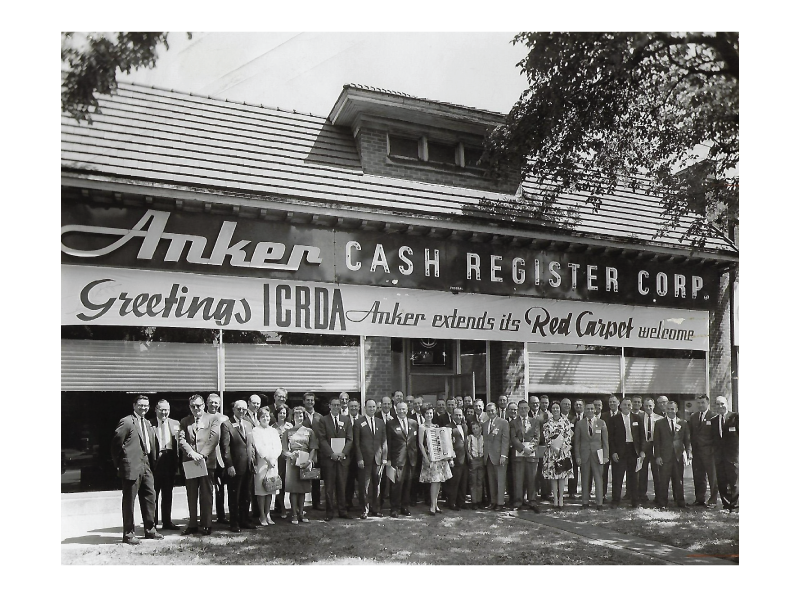 Anker CASH REGISTER CORP.
Greetings ICRDA Anker extends its Red Carpet welcome